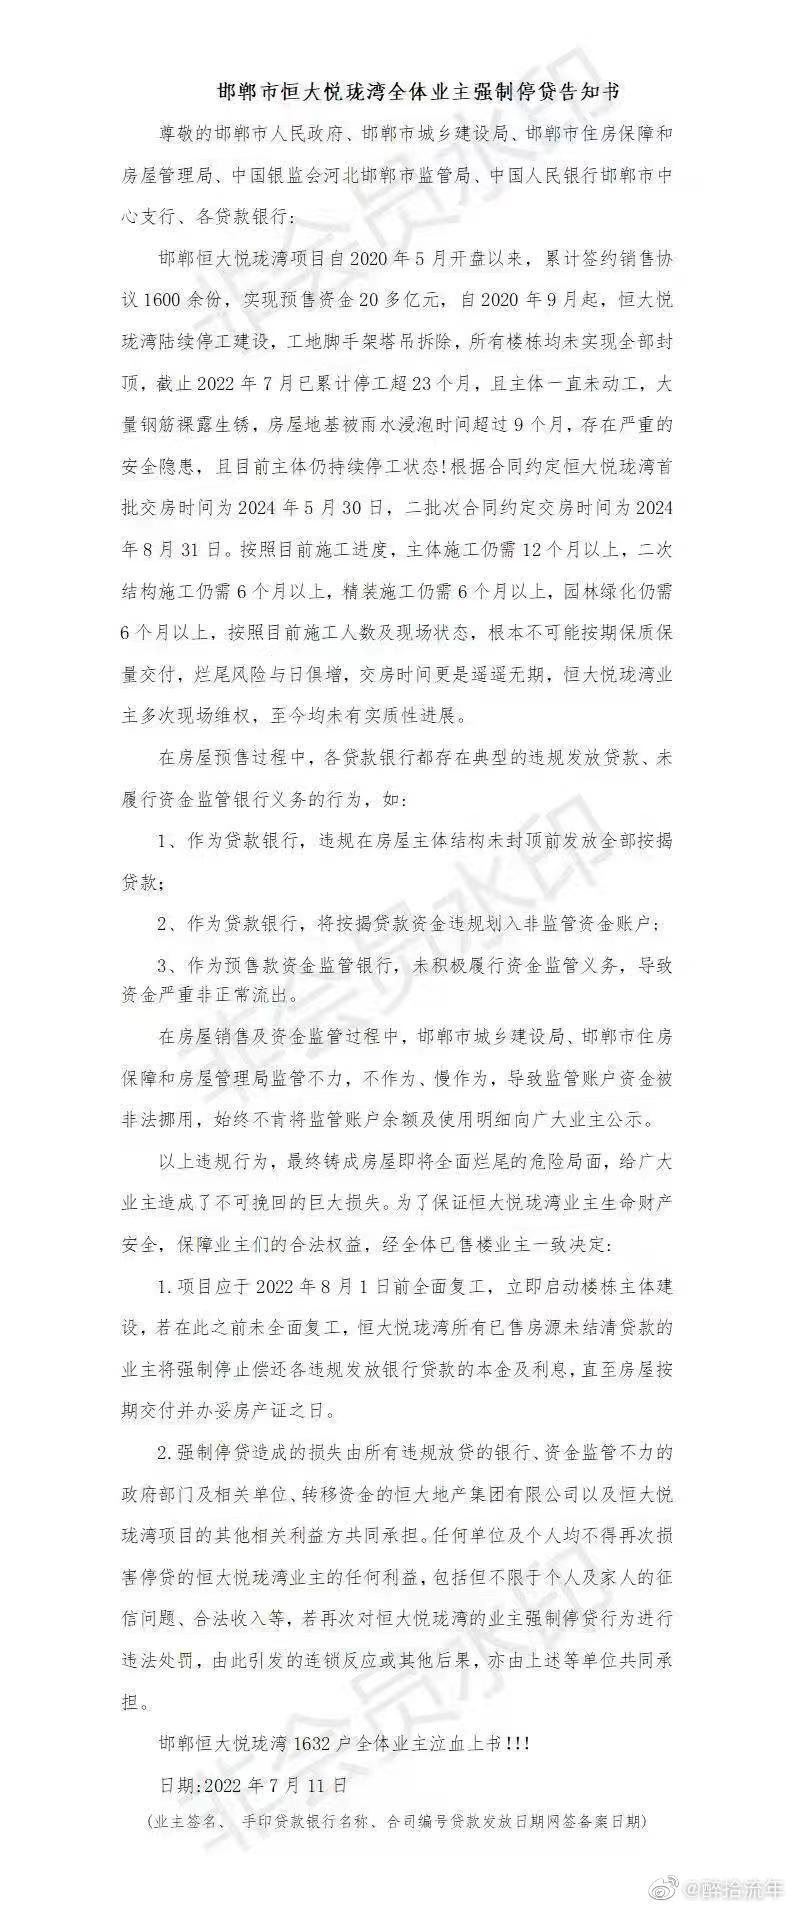 邯郸市恒大悦珑湾全体业主强制停贷告知书
尊敬的邯郸市人民政府、邯郸市城乡建设局、邯郸市住房保障和
房屋管理局、中国银监会河北邯郸市监管局、中国人民银行邯郸市中
心支行、各贷款银行:
邯郸恒大悦珑湾项目自2020年5月开盘以来，累计签约销售协
议1600余份，实现预售资金20多亿元，自2020年9月起，恒大悦
珑湾陆续停工建设，工地脚手架塔吊拆除，所有楼栋均未实现全部封
顶，截止2022年7月已累计停工超23个月，且主体一直未动工，大
量钢筋裸露生锈，房屋地基被雨水浸泡时间超过9个月，存在严重的
安全隐患，且目前主体仍持续停工状态!根据合同约定恒大悦珑湾首
批交房时间为2024年5月30日，二批次合同约定交房时间为2024
年8月31日。按照目前施工进度，主体施工仍需12个月以上，二次
结构施工仍需6个月以上，精装施工仍需6个月以上，园林绿化仍需
6个月以上，按照目前施工人数及现场状态，根本不可能按期保质保
量交付，烂尾风险与日俱增，交房时间更是遥遥无期，恒大悦珑湾业
主多次现场维权，至今均未有实质性进展。
在房屋预售过程中，各贷款银行都存在典型的违规发放贷款、未
履行资金监管银行义务的行为，如:
1、作为贷款银行，违规在房屋主体结构未封顶前发放全部按揭
贷款;
2、作为贷款银行，将按揭贷款资金违规划入非监管资金账户;
3、作为预售款资金监管银行，未积极履行资金监管义务，导致
资金严重非正常流出。
在房屋销售及资金监管过程中，邯郸市城乡建设局、邯郸市住房
保障和房屋管理局监管不力，不作为、慢作为，导致监管账户资金被
非法挪用，始终不肯将监管账户余额及使用明细向广大业主公示。
以上违规行为，最终铸成房屋即将全面烂尾的危险局面，给广大
业主造成了不可挽回的巨大损失。为了保证恒大悦珑湾业主生命财产
安全，保障业主们的合法权益，经全体已售楼业主一致决定:
1.项目应于2022年8月1日前全面复工，立即启动楼栋主体建
设，若在此之前未全面复工，恒大悦珑湾所有已售房源未结清贷款的
业主将强制停止偿还各违规发放银行贷款的本金及利息，直至房屋按
期交付并办妥房产证之日。
2.强制停贷造成的损失由所有违规放贷的银行、资金监管不力的
政府部门及相关单位、转移资金的恒大地产集团有限公司以及恒大悦
珑湾项目的其他相关利益方共同承担。任何单位及个人均不得再次损
害停贷的恒大悦珑湾业主的任何利益，包括但不限于个人及家人的征
信问题、合法收入等，若再次对恒大悦珑湾的业主强制停贷行为进行
违法处罚，由此引发的连锁反应或其他后果，亦由上述等单位共同承
担。
邯郸恒大悦珑湾1632户全体业主泣血上书!!!
日期:2022年7月11日
(业主签名、 手印贷款银行名称、合司编号贷款发放日期网签备案日期)
非会员水印
非会员水印
非会员水印
@醉拾流年